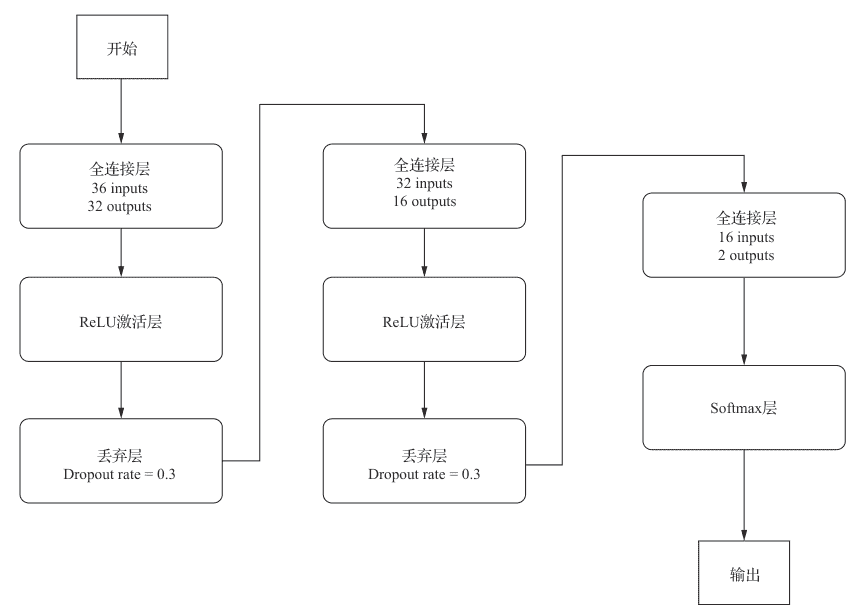 开始
全连接层
36 inputs
32 outputs
ReLU激活层
丢弃层
Dropout rate = 0.3
全连接层
32 inputs
16 outputs
ReLU激活层
丢弃层
Dropout rate = 0.3
全连接层
16 inputs
2 outputs
Softmax层
输出